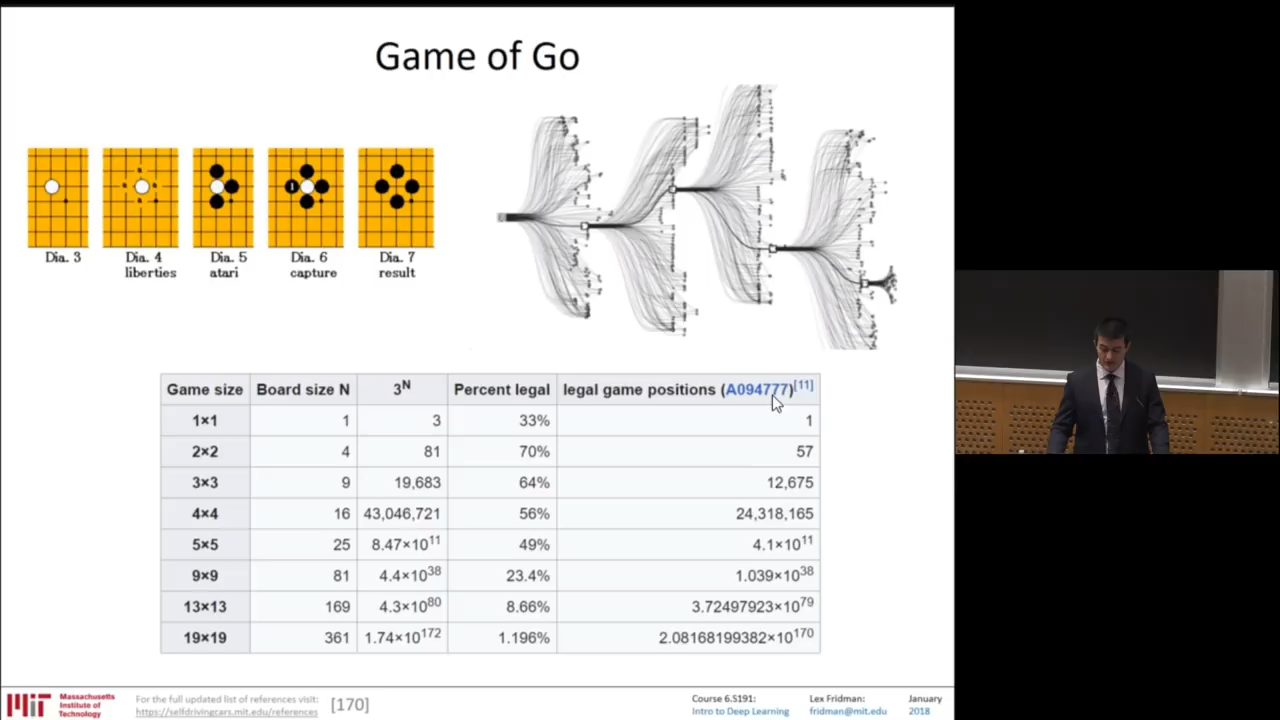 Game of Go
Dia. 3
Dia. 4
liberties
Dia. 5
atari
Dia. 6
capture
Dia. 7
result
1
Game size Board size N 3^N Percent legal legal game positions (A094777)[11]
1×1 1 3 33% 1
2×2 4 81 70% 57
3×3 9 19,683 64% 12,675
4×4 16 43,046,721 56% 24,318,165
5×5 25 8.47×10^11 49% 4.1×10^11
9×9 81 4.4×10^38 23.4% 1.039×10^38
13×13 169 4.3×10^80 8.66% 3.72497923×10^79
19×19 361 1.74×10^172 1.196% 2.08168199382×10^170
MIT
Massachusetts
Institute of
Technology
For the full updated list of references visit:
https://selfdrivingcars.mit.edu/references
[170]
Course 6.S191:
Intro to Deep Learning
Lex Fridman:
fridman@mit.edu
January
2018